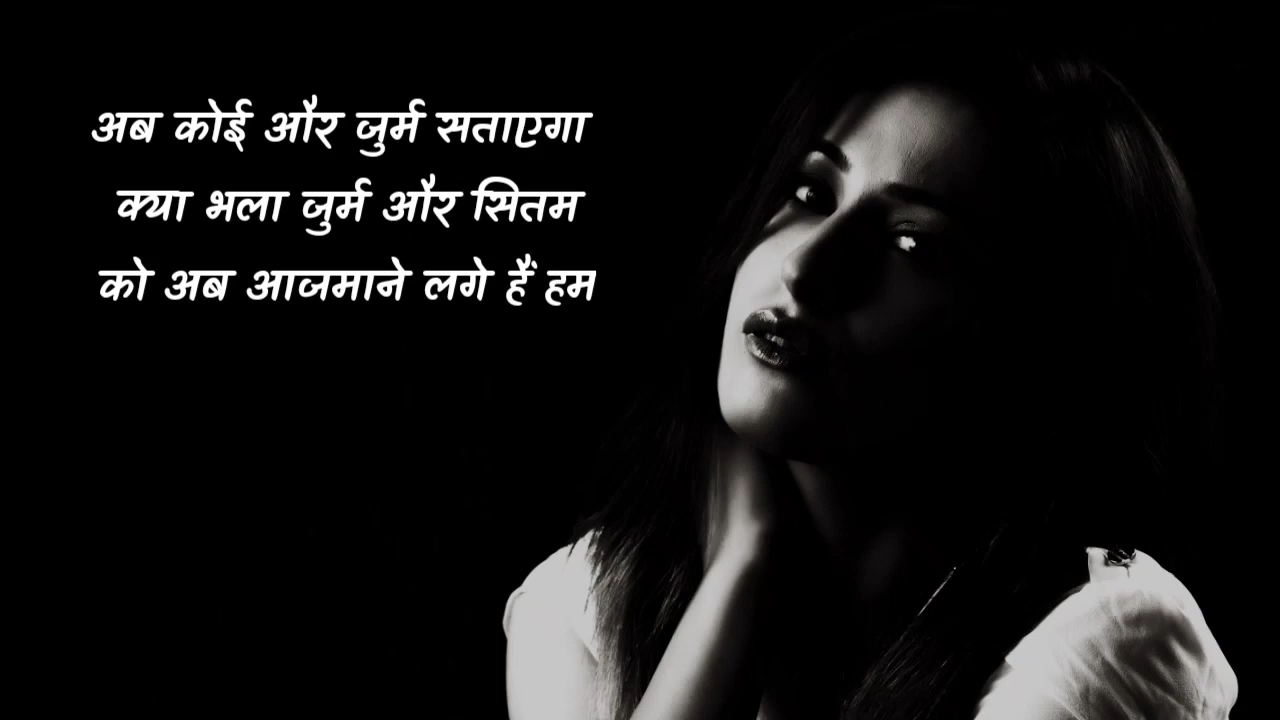 अब कोई और जुर्म सताएगा
क्या भला जुर्म और सितम
को अब आजमाने लगे हैं हम